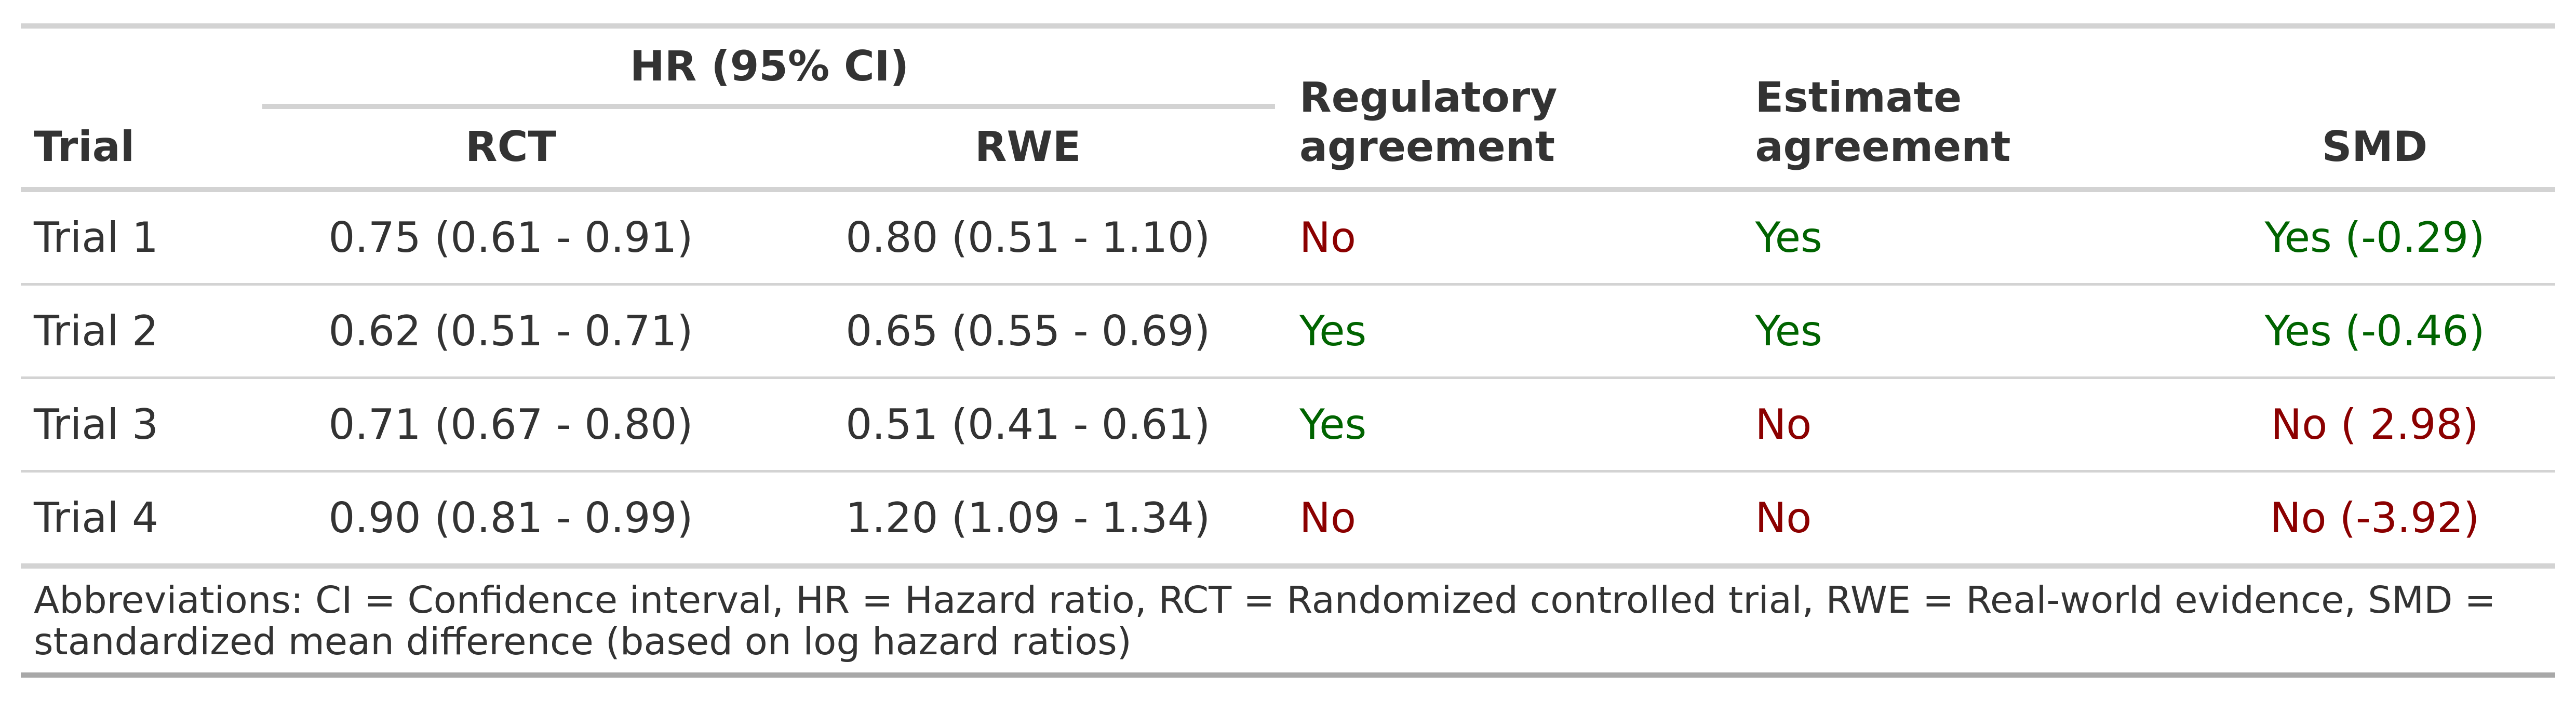 HR (95% CI)
Trial RCT RWE Regulatory agreement Estimate agreement SMD
Trial 1 0.75 (0.61 - 0.91) 0.80 (0.51 - 1.10) No Yes Yes (-0.29)
Trial 2 0.62 (0.51 - 0.71) 0.65 (0.55 - 0.69) Yes Yes Yes (-0.46)
Trial 3 0.71 (0.67 - 0.80) 0.51 (0.41 - 0.61) Yes No No ( 2.98)
Trial 4 0.90 (0.81 - 0.99) 1.20 (1.09 - 1.34) No No No (-3.92)
Abbreviations: CI = Confidence interval, HR = Hazard ratio, RCT = Randomized controlled trial, RWE = Real-world evidence, SMD =
standardized mean difference (based on log hazard ratios)